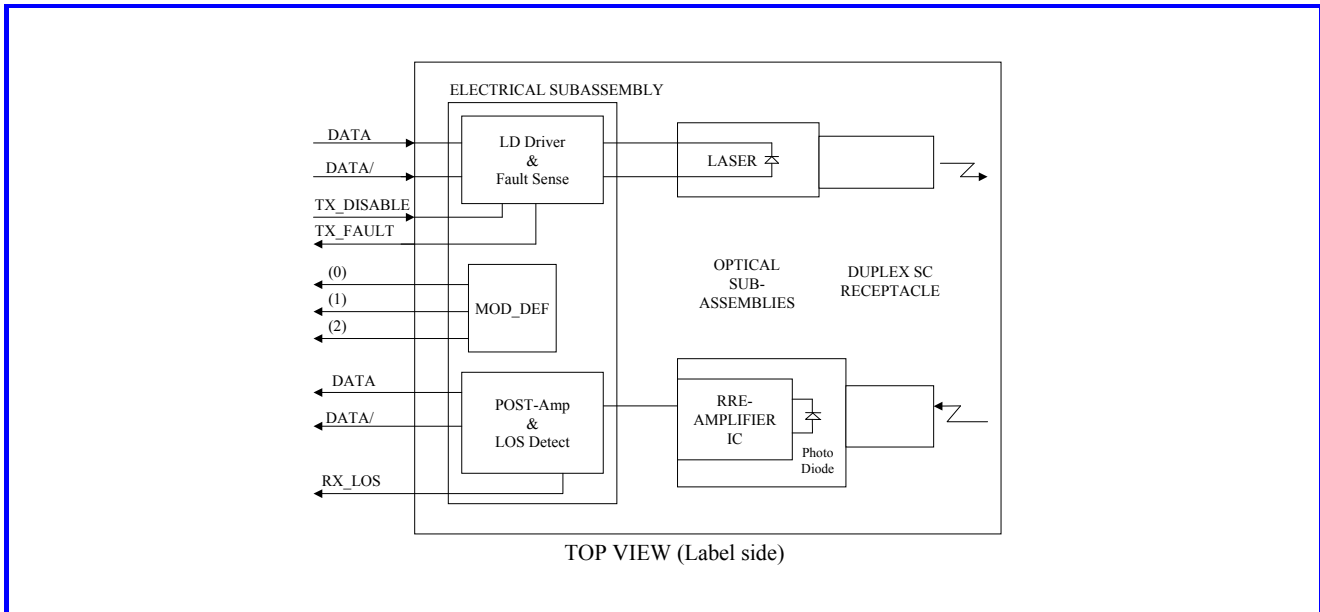 ELECTRICAL SUBASSEMBLY
DATA
DATA/
TX_DISABLE
TX_FAULT
LD Driver
&
Fault Sense
LASER
(0)
(1)
(2)
MOD_DEF
OPTICAL
SUB-
ASSEMBLIES
DUPLEX SC
RECEPTACLE
DATA
DATA/
RX_LOS
POST-Amp
&
LOS Detect
RRE-
AMPLIFIER
IC
Photo
Diode
TOP VIEW (Label side)